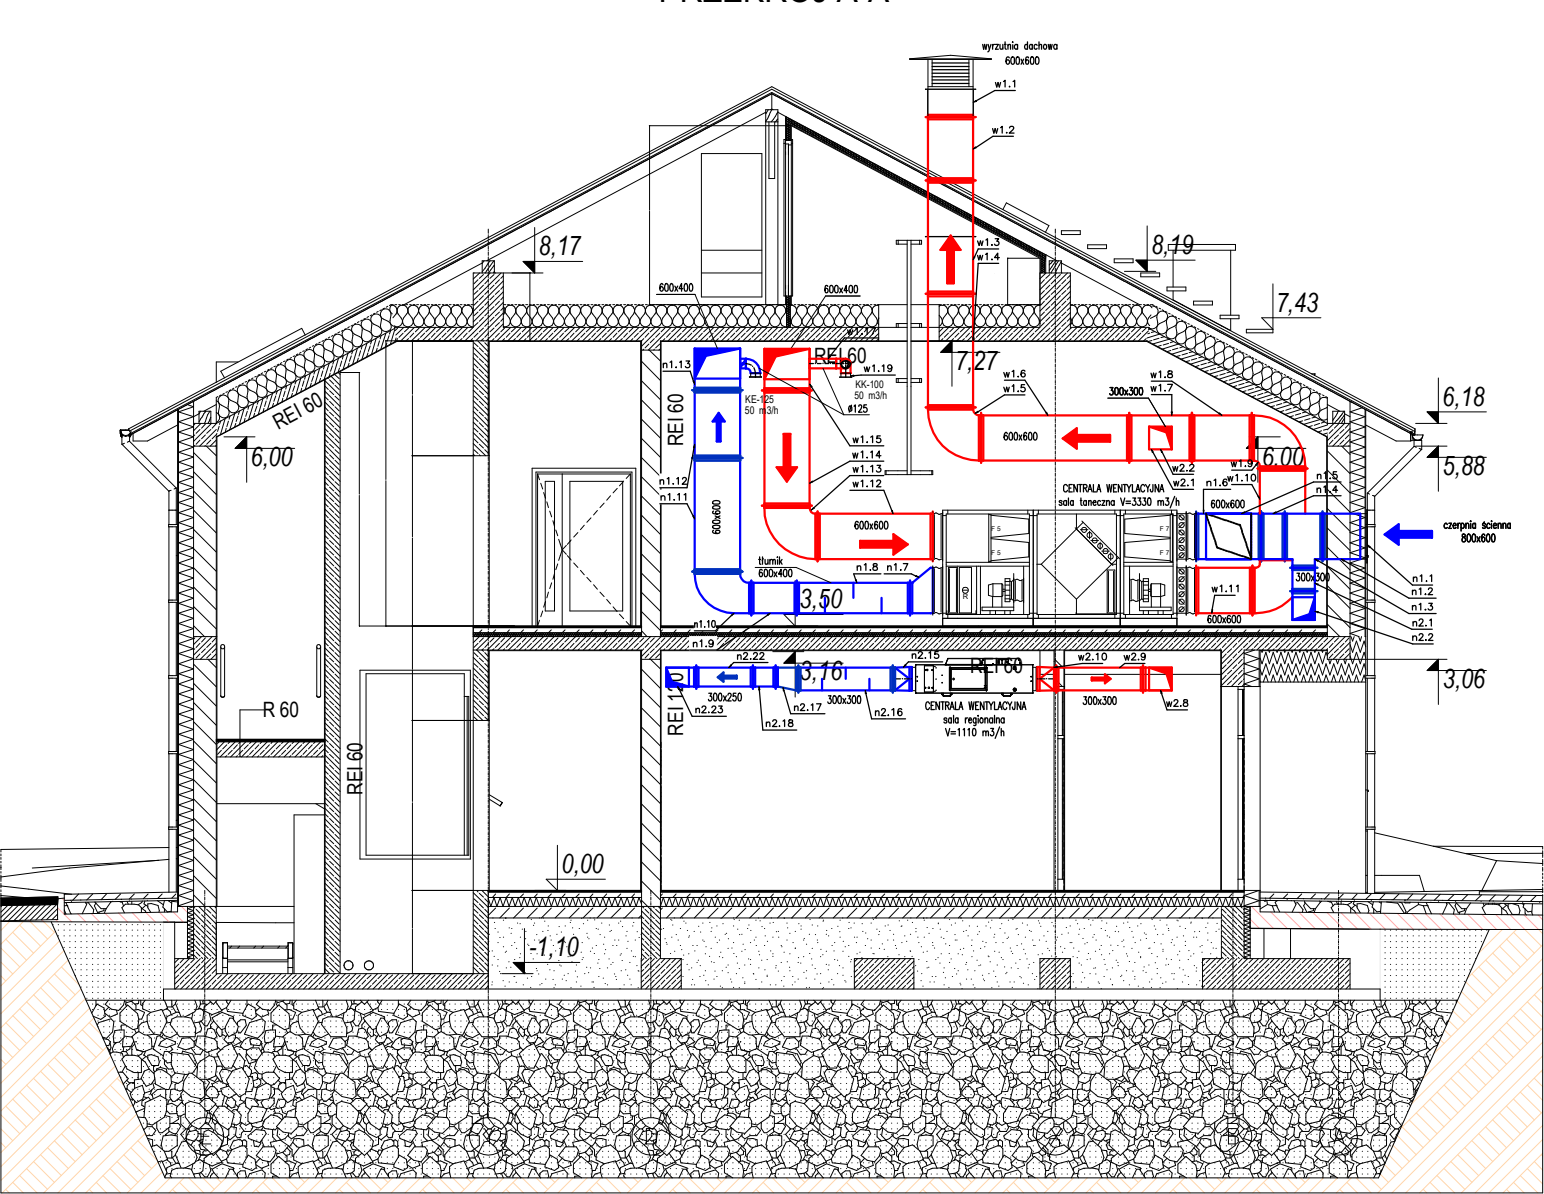 wyrzutnia dachowa
600x600
w1.1
w1.2
8,17
w1.3
w1.4
8,19
7,43
600x400
600x400
w1.17
REI 60
7,27
n1.13
w1.19
KE-125
50 m3/h
KK-100
50 m3/h
ø125
w1.6
w1.5
w1.8
w1.7
300x300
6,18
REI 60
REI 60
6,00
600x600
w1.15
w1.14
w1.13
w1.12
w2.2
w2.1
6,00
w1.9
w1.10
5,88
n1.12
n1.11
CENTRALA WENTYLACYJNA
sala taneczna V=3330 m3/h
n1.6
n1.5
n1.4
600x600
600x600
600x600
F 5
F 7
F 5
F 7
czerpnia ścienna
800x600
tłumik
600x400
n1.8
n1.7
300x300
n1.1
n1.2
n1.3
n2.1
n2.2
w1.11
600x600
3,50
n1.10
n1.9
n2.22
3,16
n2.15
REI 60
w2.10
w2.9
3,06
REI 120
n2.23
300x250
n2.18
n2.17
300x300
n2.16
CENTRALA WENTYLACYJNA
sala regionalna
V=1110 m3/h
300x300
w2.8
R 60
REI 60
0,00
-1,10